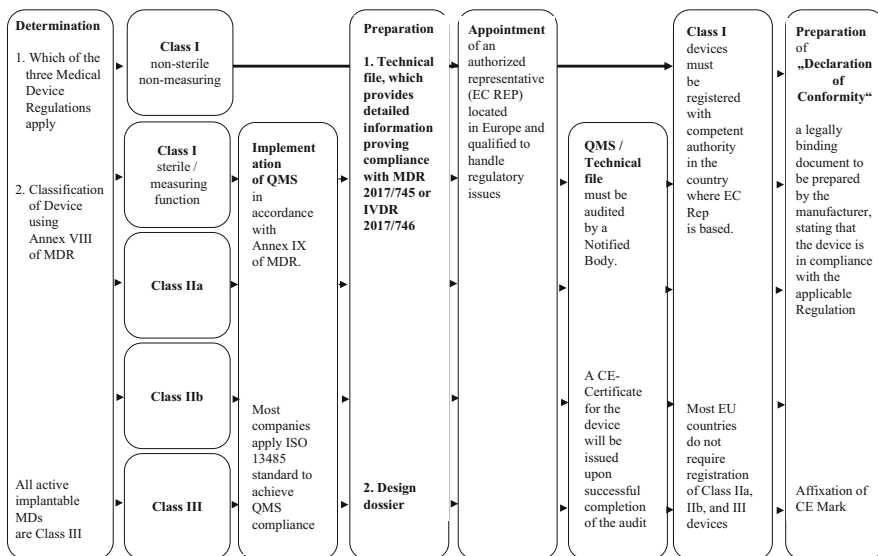 Determination
1. Which of the
three Medical
Device
Regulations
apply
2. Classification
of Device
using
Annex VIII
of MDR
All active
implantable
MDs
are Class III
Class I
non-sterile
non-measuring
Class I
sterile /
measuring
function
Class IIa
Class IIb
Class III
Implement
ation
of QMS
in
accordance
with
Annex IX
of MDR.
Most
companies
apply ISO
13485
standard to
achieve
QMS
compliance
Preparation
1. Technical
file, which
provides
detailed
information
proving
compliance
with MDR
2017/745 or
IVDR
2017/746
2. Design
dossier
Appointment
of an
authorized
representative
(EC REP)
located
in Europe and
qualified to
handle
regulatory
issues
QMS /
Technical
file
must be
audited
by a
Notified
Body.
A CE-
Certificate
for the
device
will be
issued
upon
successful
completion
of the audit
Class I
devices
must
be
registered
with
competent
authority
in the
country
where EC
Rep
is based.
Most EU
countries
do not
require
registration
of Class IIa,
IIb, and III
devices
Preparation
of
„Declaration
of
Conformity“
a legally
binding
document to
be prepared
by the
manufacturer,
stating that
the device is
in compliance
with the
applicable
Regulation
Affixation of
CE Mark